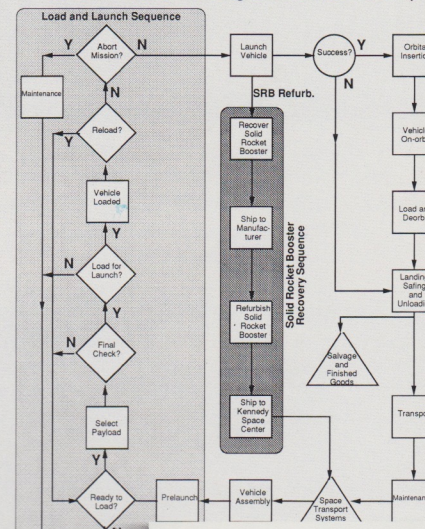 Load and Launch Sequence
Y
Abort
Mission?
N
Launch
Vehicle
Success?
Y
N
Maintenance
N
SRB Refurb.
Reload?
Y
Recover
Solid
Rocket
Booster
Vehicle
Loaded
Y
Ship to
Manufac-
turer
Solid Rocket Booster
Recovery Sequence
N
Load for
Launch?
Y
Landing
Safing
and
Refurbish
Solid
Rocket
Booster
N
Final
Check?
Salvage
and
Finished
Goods
Select
Payload
Ship to
Kennedy
Space
Center
Y
Ready to
Load?
Prelaunch
Vehicle
Assembly
Space
Transport
Systems
Maintenance